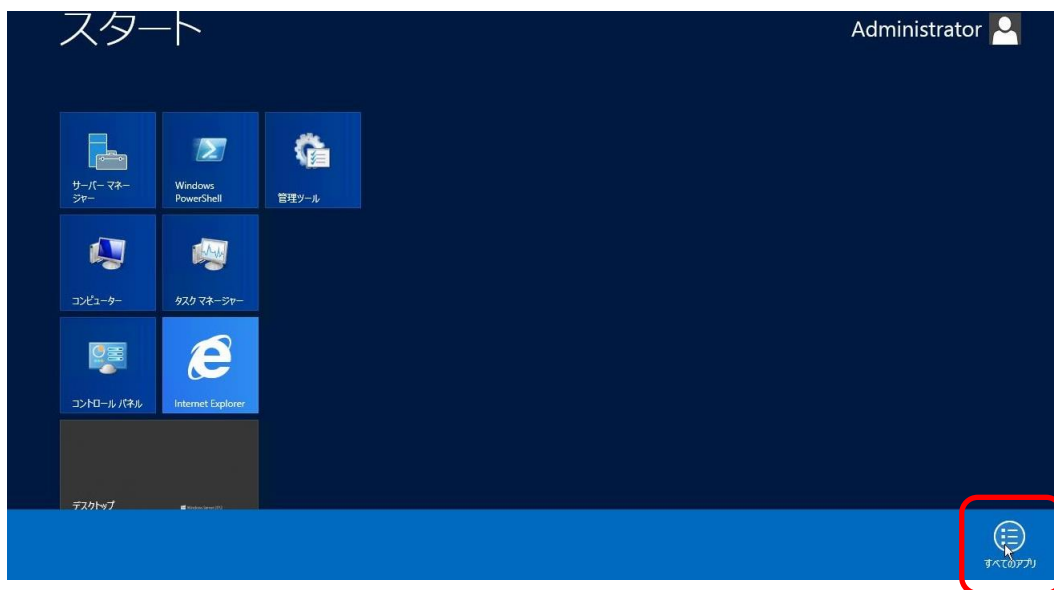 スタート
Administrator
サーバー マネー
ジャー
Windows
PowerShell
管理ツール
コンピューター
タスク マネージャー
コントロール パネル
Internet Explorer
デスクトップ
すべてのアプリ